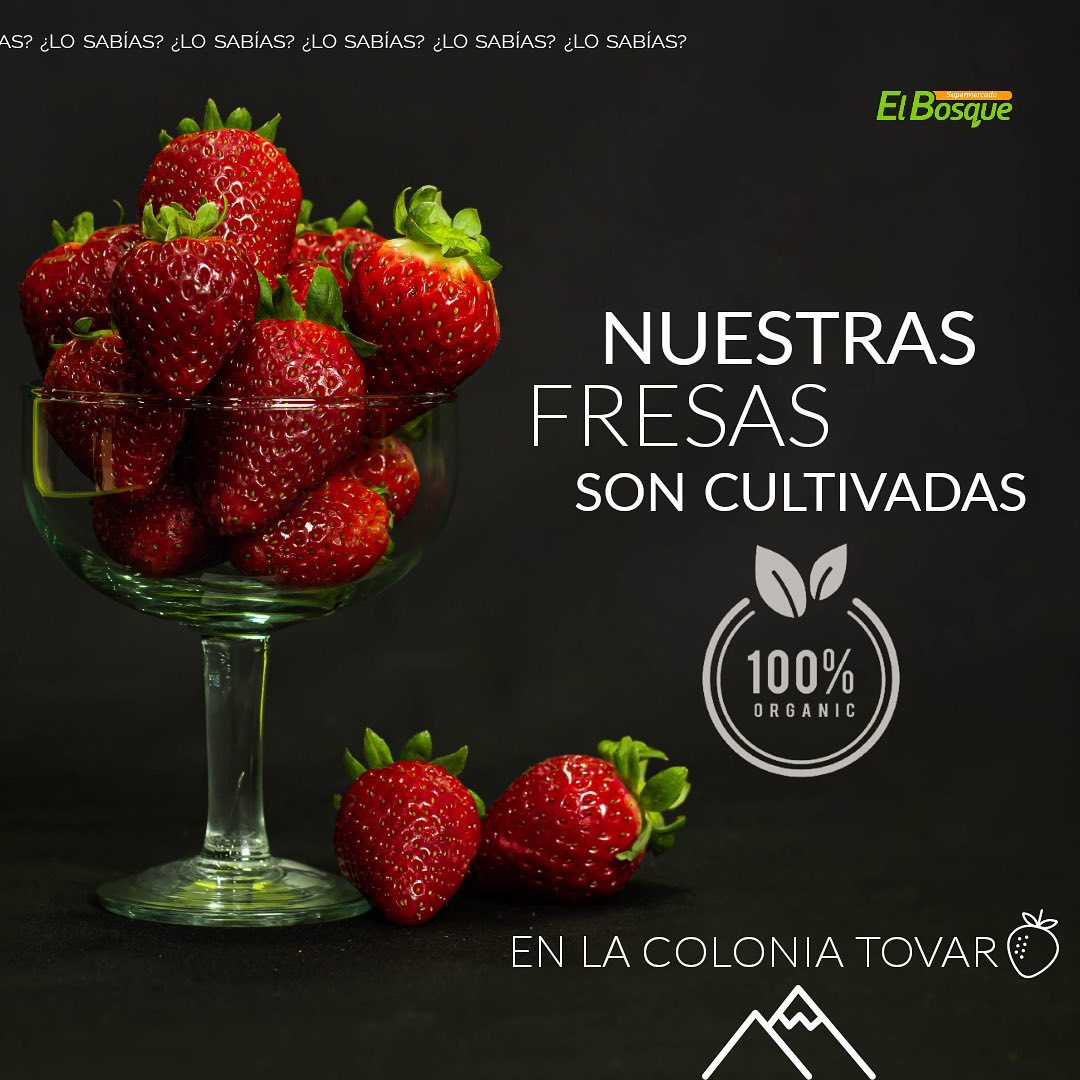 AS? ¿LO SABÍAS? ¿LO SABÍAS? ¿LO SABÍAS? ¿LO SABÍAS? ¿LO SABÍAS?
Supermercado
El Bosque
NUESTRAS
FRESAS
SON CULTIVADAS
100%
ORGANIC
EN LA COLONIA TOVAR